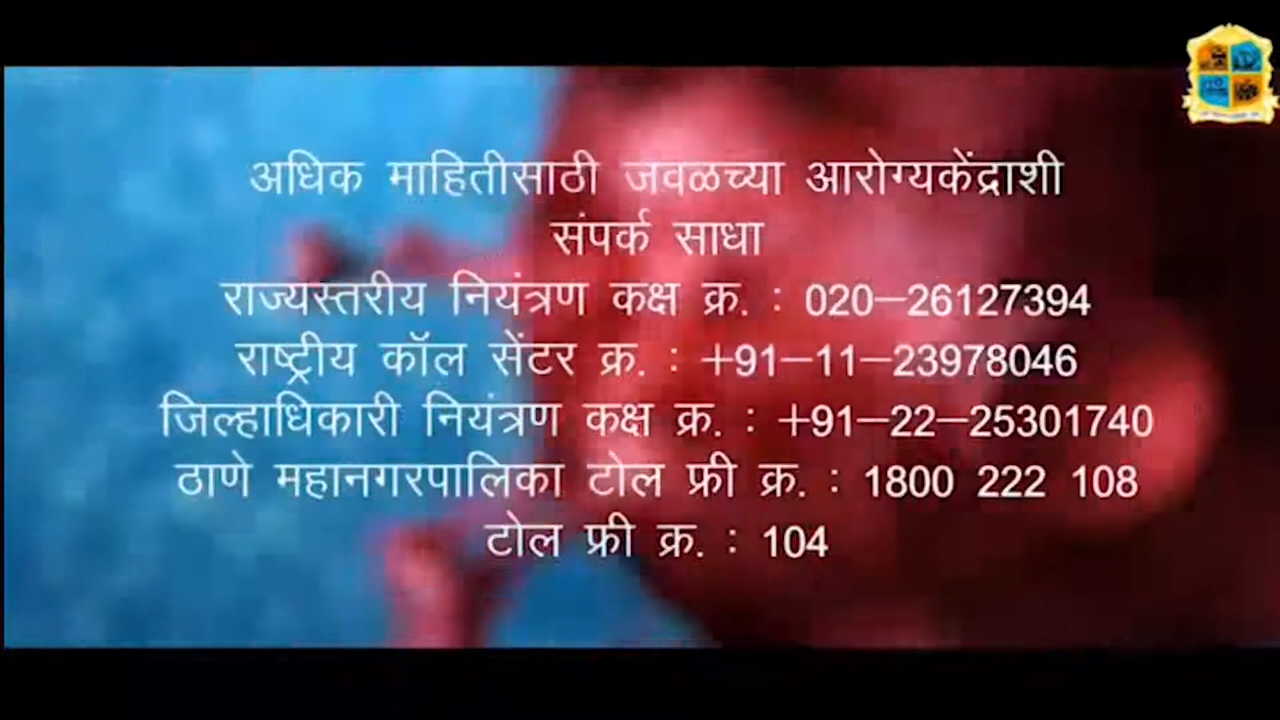 अधिक माहितीसाठी जवळच्या आरोग्यकेंद्राशी
संपर्क साधा
राज्यस्तरीय नियंत्रण कक्ष क्र. : 020–26127394
राष्ट्रीय कॉल सेंटर क्र. : +91–11–23978046
जिल्हाधिकारी नियंत्रण कक्ष क्र. : +91–22–25301740
ठाणे महानगरपालिका टोल फ्री क्र. : 1800 222 108
टोल फ्री क्र. : 104